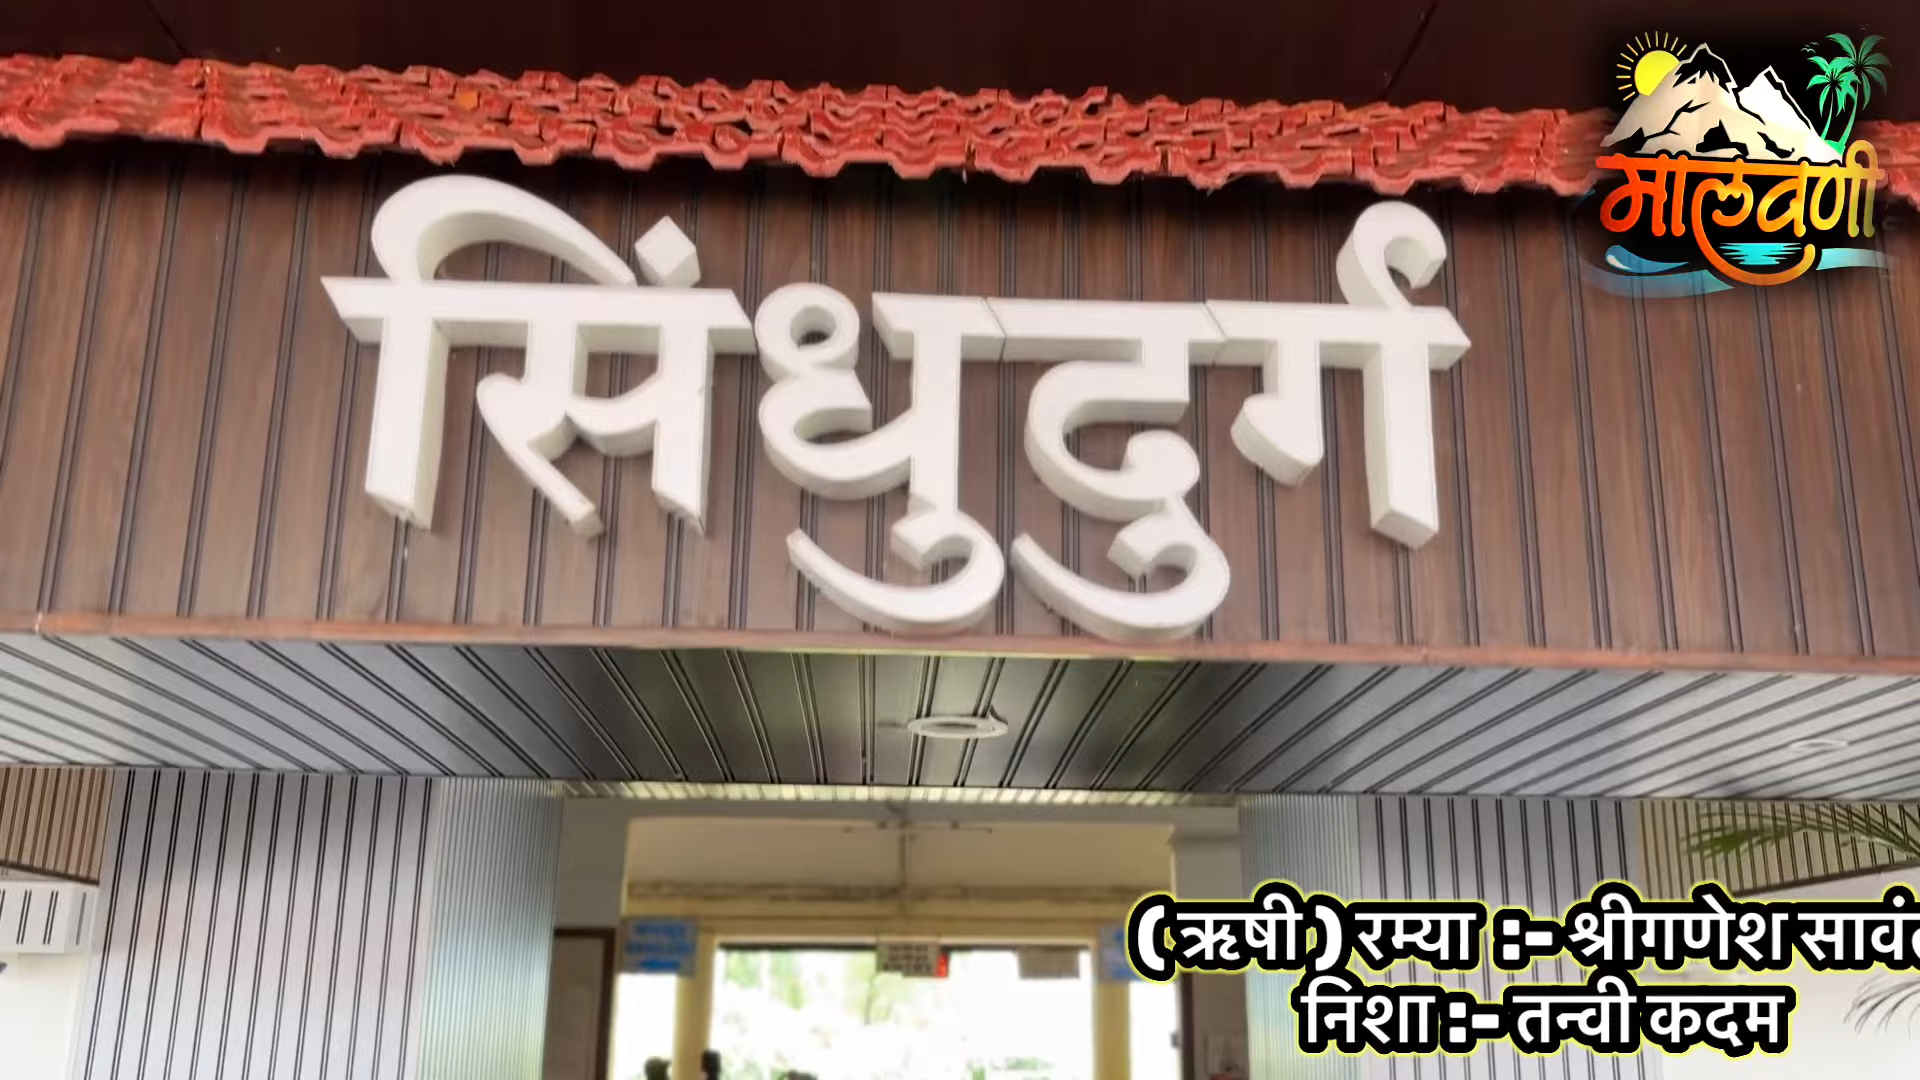 मालवणी
सिंधुदुर्ग
( ऋषी ) रम्या :- श्रीगणेश
निशा :- तन्वी कदम